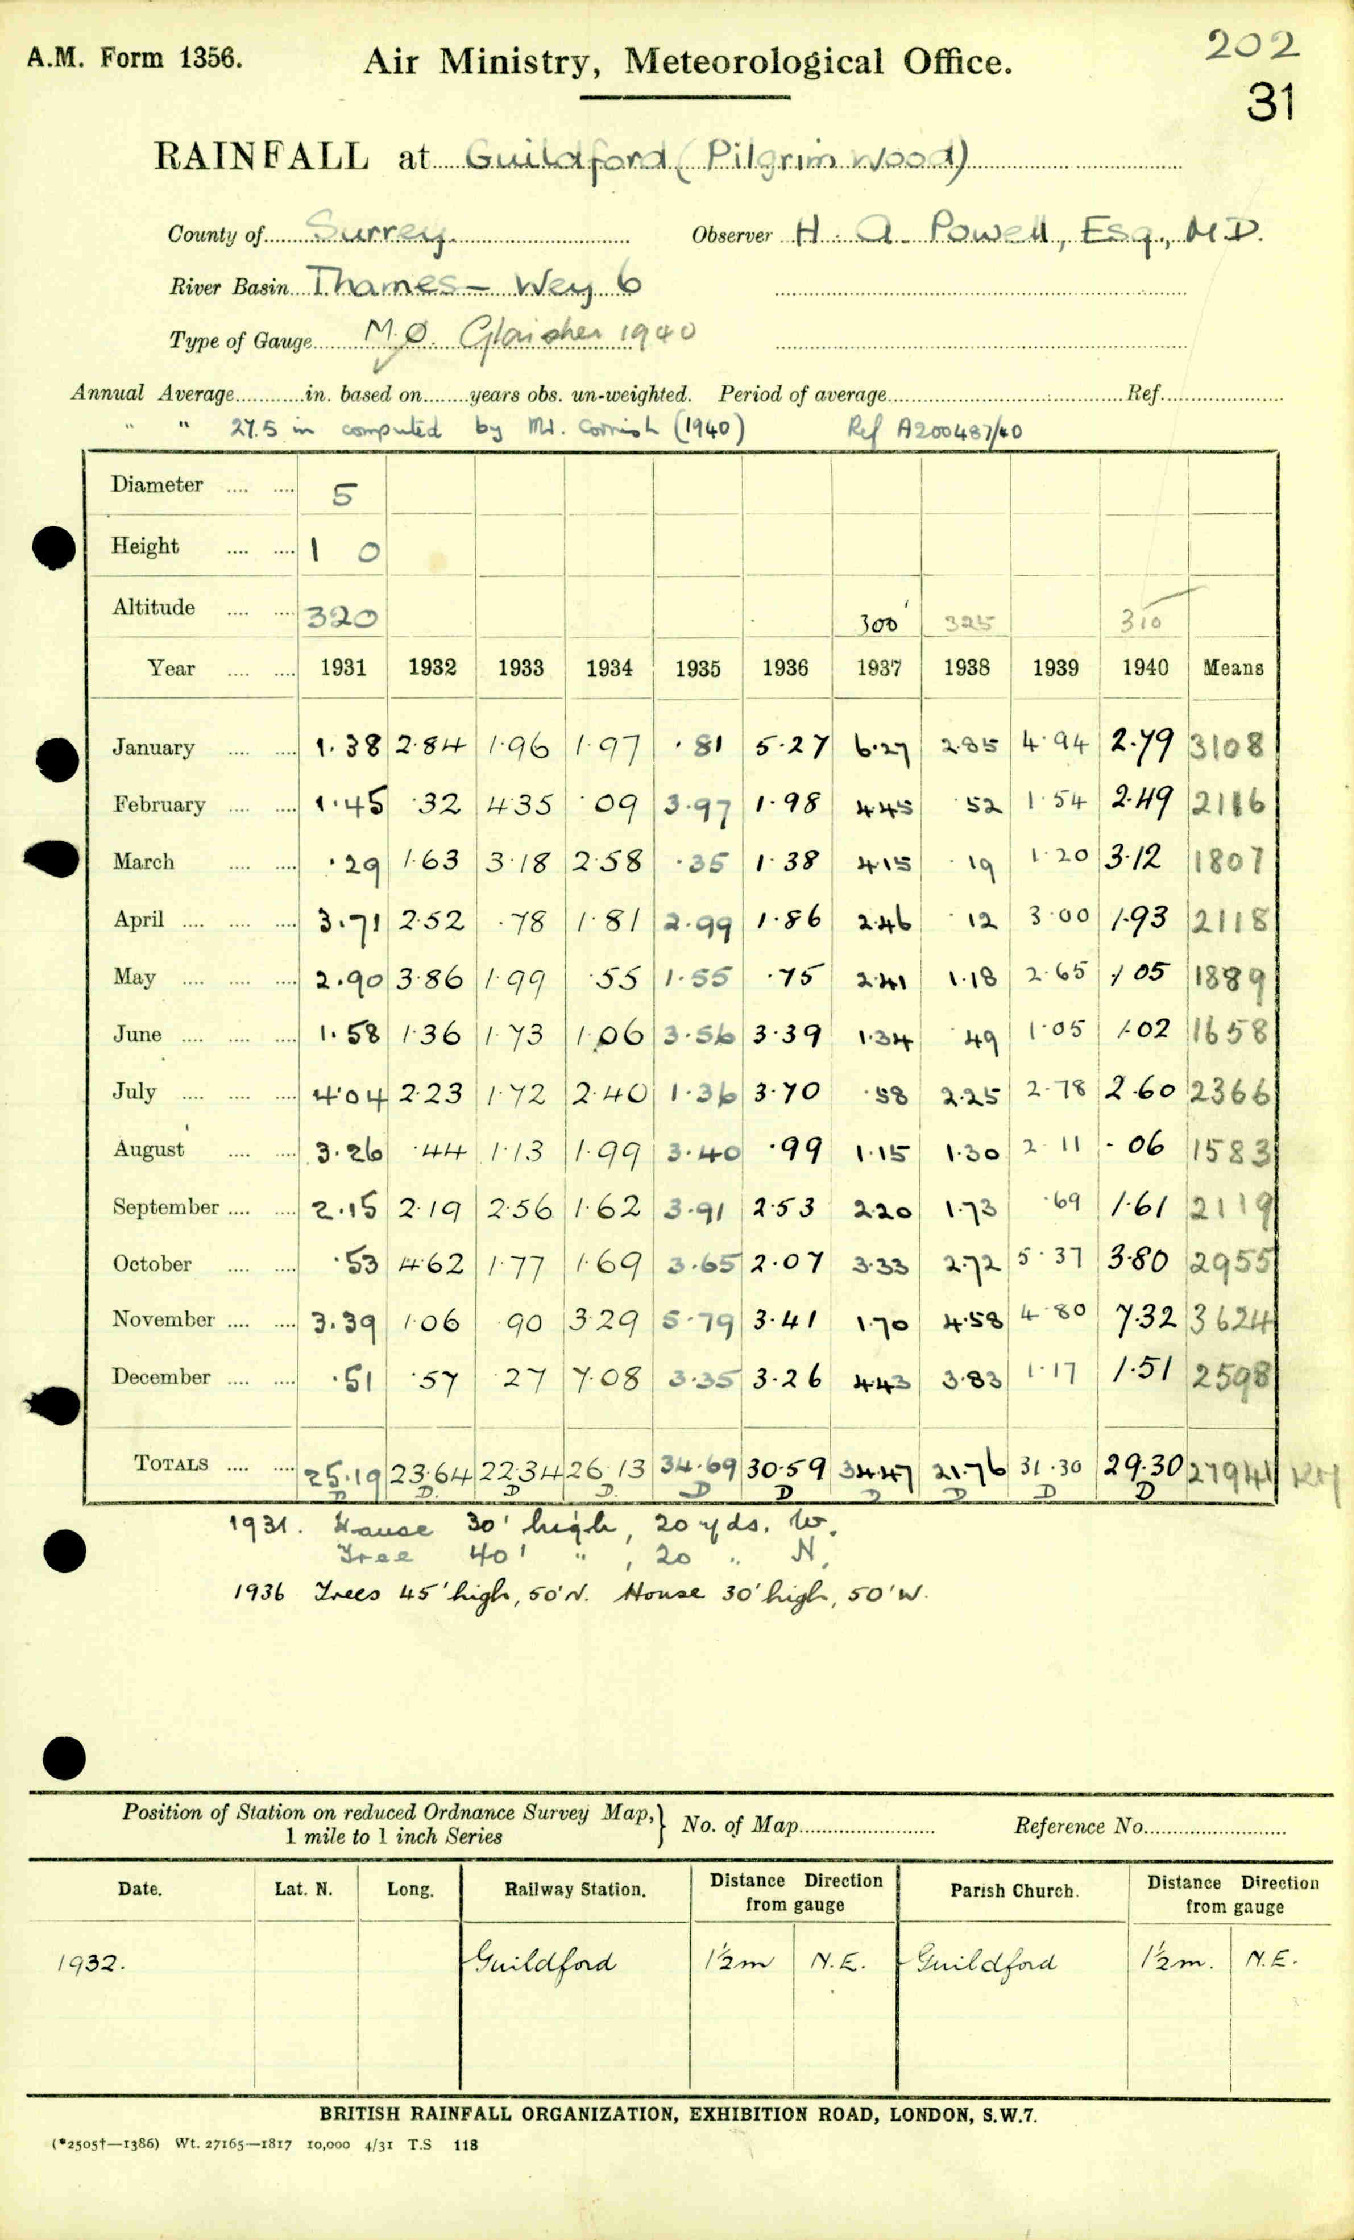 A.M. Form 1356.
Air Ministry, Meteorological Office.
202
31
RAINFALL at Guildford (Pilgrim Wood)
County of Surrey. Observer H. A. Powell, Esq., M.D.
River Basin Thames - Wey 6
Type of Gauge M.O. Glaisher 1940
Annual Average in. based on years obs. un-weighted. Period of average Ref.
" " 27.5 in computed by Mr. Cornish (1940) Ref A200487/40
Diameter 5
Height 1 0
Altitude 320 300' 325 310
Year 1931 1932 1933 1934 1935 1936 1937 1938 1939 1940 Means
January 1.38 2.84 1.96 1.97 .81 5.27 6.27 2.85 4.94 2.79 3108
February 1.45 .32 4.35 .09 3.97 1.98 4.45 .52 1.54 2.49 2116
March .29 1.63 3.18 2.58 .35 1.38 4.15 .19 1.20 3.12 1807
April 3.71 2.52 .78 1.81 2.99 1.86 2.46 .12 3.00 1.93 2118
May 2.90 3.86 1.99 .55 1.55 .75 2.41 1.18 2.65 1.05 1889
June 1.58 1.36 1.73 1.06 3.56 3.39 1.34 .49 1.05 1.02 1658
July 4.04 2.23 1.72 2.40 1.36 3.70 .58 2.25 2.78 2.60 2366
August 3.26 .44 1.13 1.99 3.40 .99 1.15 1.30 2.11 .06 1583
September 2.15 2.19 2.56 1.62 3.91 2.53 2.20 1.73 .69 1.61 2119
October .53 4.62 1.77 1.69 3.65 2.07 3.33 2.72 5.37 3.80 2955
November 3.39 1.06 .90 3.29 5.79 3.41 1.70 4.58 4.80 7.32 3624
December .51 .57 .27 7.08 3.35 3.26 4.43 3.83 1.17 1.51 2598
TOTALS 25.19 23.64 22.34 26.13 34.69 30.59 34.47 21.76 31.30 29.30 27941
D D D D D D D D D D
1931. House 30' high, 20 yds. W.
Tree 40' " , 20 " N.
1936 Trees 45' high, 50' N. House 30' high, 50' W.
Position of Station on reduced Ordnance Survey Map, 1 mile to 1 inch Series } No. of Map Reference No.
Date. Lat. N. Long. Railway Station. Distance Direction from gauge Parish Church. Distance Direction from gauge
1932. Guildford 1½m N.E. Guildford 1½m. N.E.
BRITISH RAINFALL ORGANIZATION, EXHIBITION ROAD, LONDON, S.W.7.
(*2505†—1386) Wt. 27165—1817 10,000 4/31 T.S 118